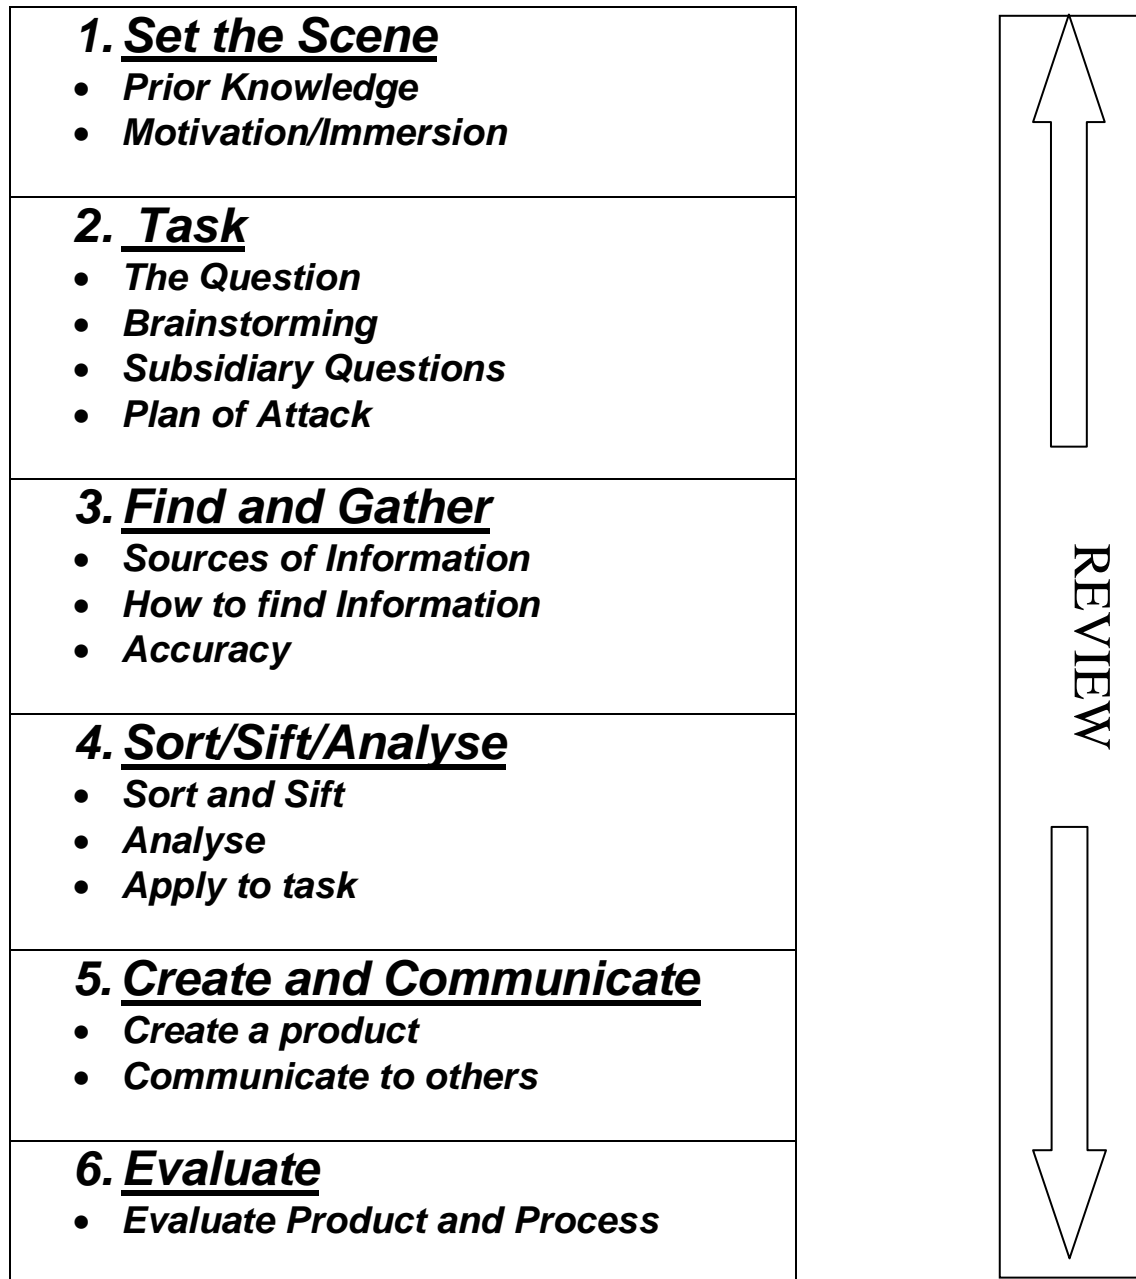 1. Set the Scene
• Prior Knowledge
• Motivation/Immersion
2. Task
• The Question
• Brainstorming
• Subsidiary Questions
• Plan of Attack
3. Find and Gather
• Sources of Information
• How to find Information
• Accuracy
4. Sort/Sift/Analyse
• Sort and Sift
• Analyse
• Apply to task
5. Create and Communicate
• Create a product
• Communicate to others
6. Evaluate
• Evaluate Product and Process
REVIEW